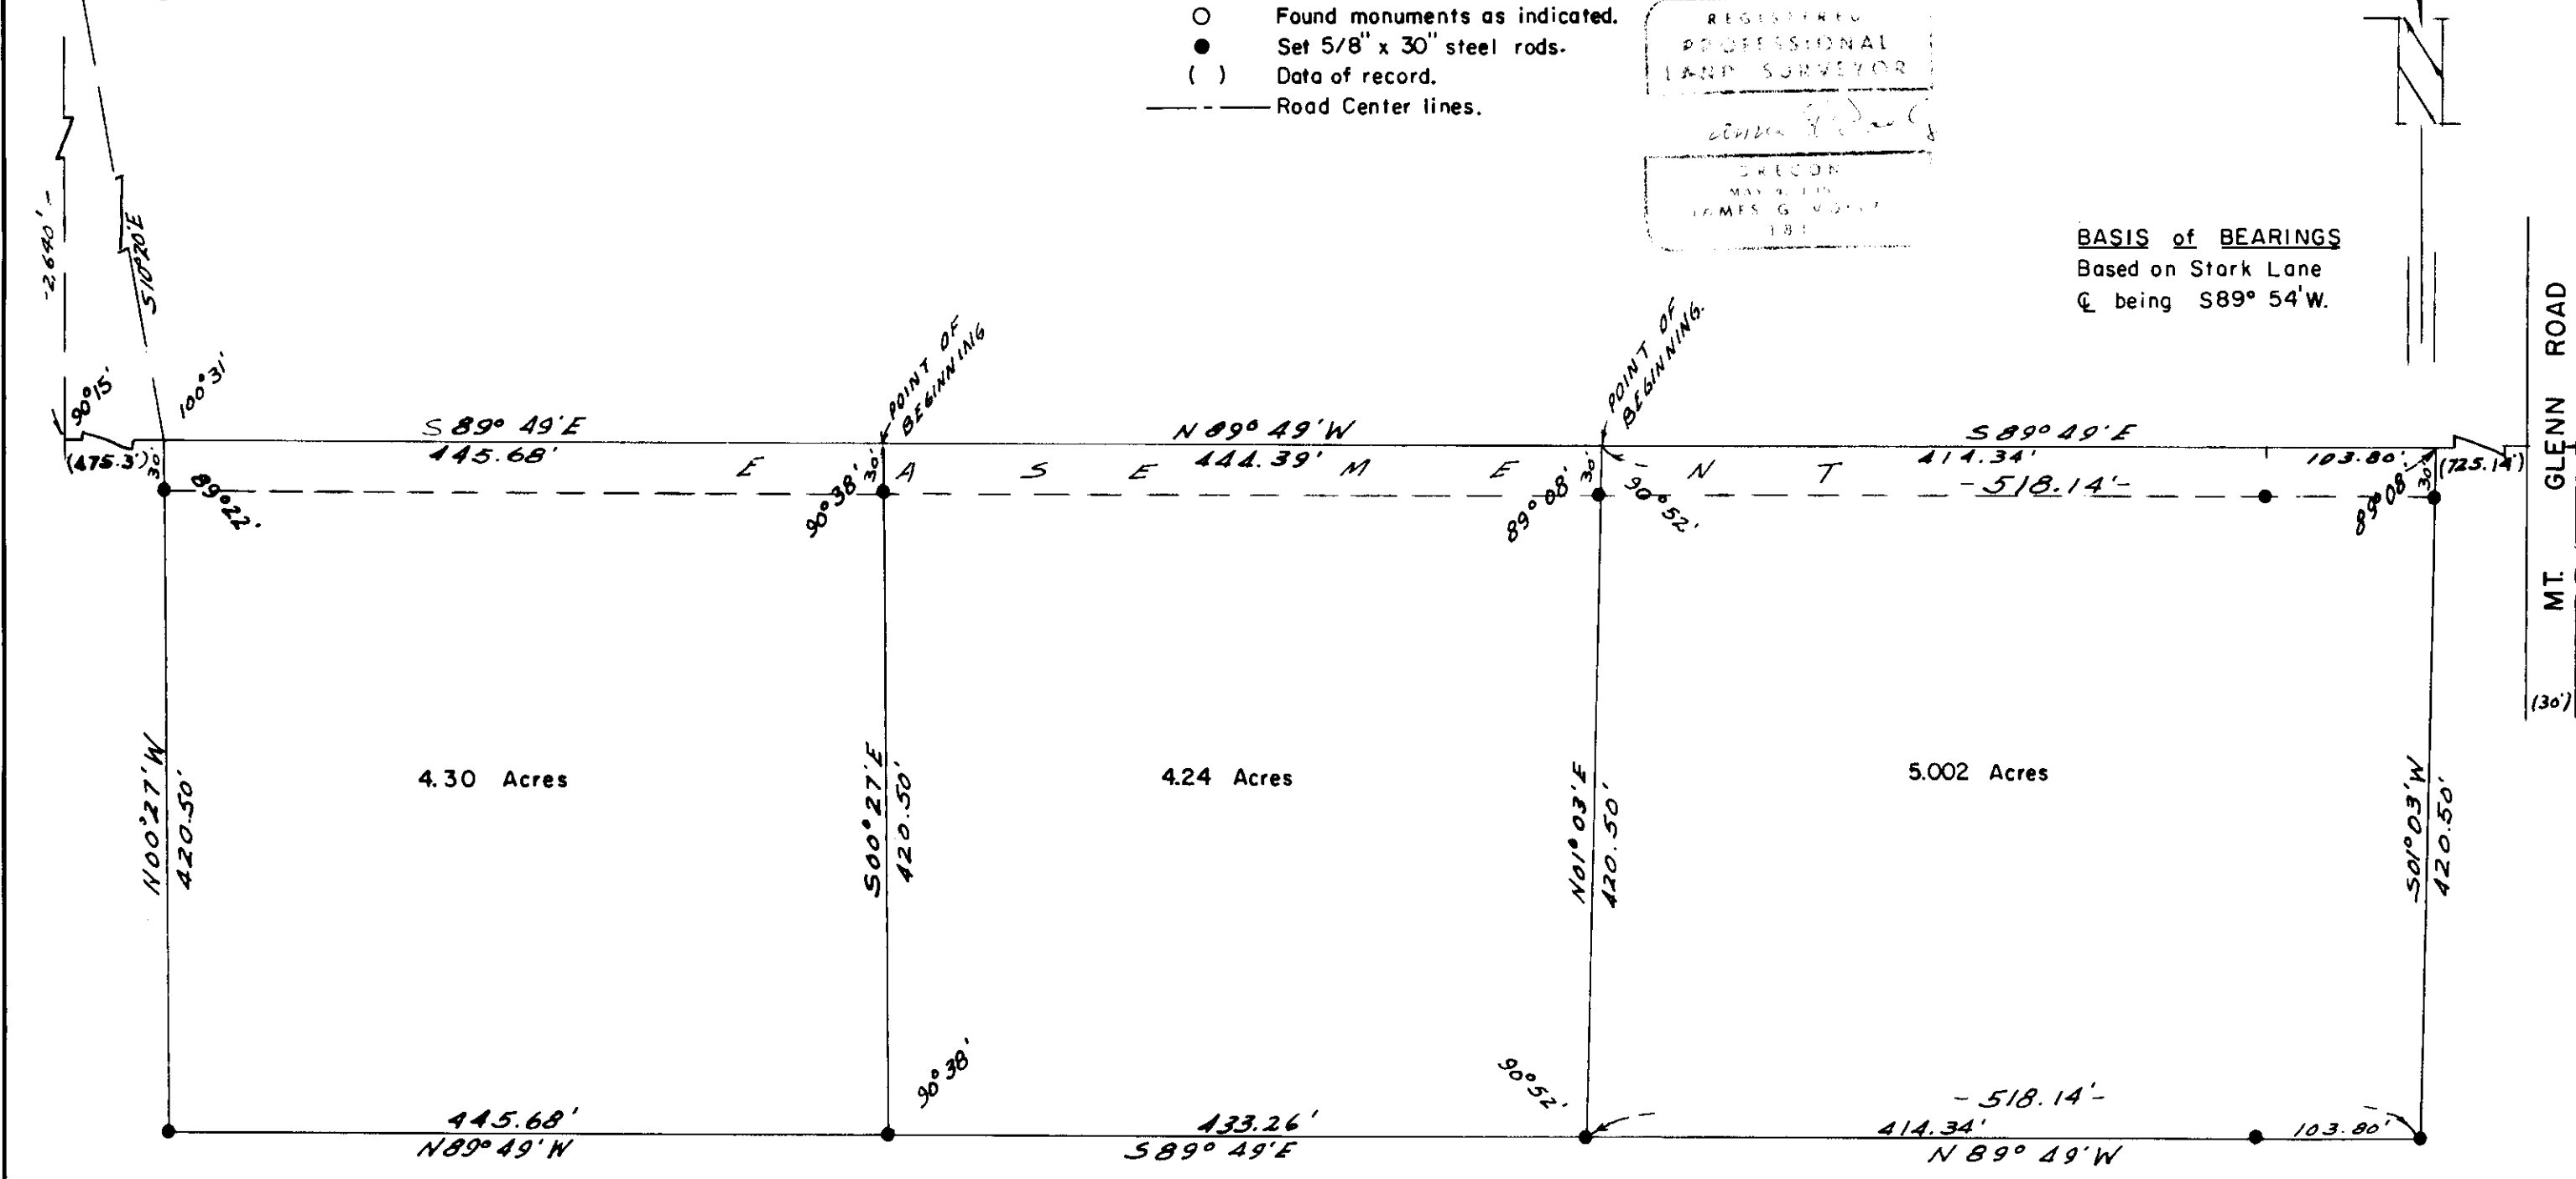 Found monuments as indicated.
Set 5/8" x 30" steel rods.
( ) Data of record.
Road Center lines.
REGISTERED
PROFESSIONAL
LAND SURVEYOR
OREGON
JAMES G.
N
BASIS of BEARINGS
Based on Stark Lane
℄ being S89° 54'W.
MT. GLENN ROAD
(30')
-2,640'-
S10°20'E
90°15'
100°31'
POINT OF
BEGINNING
POINT OF
BEGINNING.
S 89° 49'E
N 89° 49'W
S 89° 49'E
(475.3')
30'
445.68'
30'
444.39'
30'
414.34'
103.80'
30'
(725.14')
E A S E M E N T
-518.14'-
89°22'
90°38'
89°08'
90°52'
89°08'
N00°27'W
420.50'
4.30 Acres
S00°27'E
420.50'
4.24 Acres
N01°03'E
420.50'
5.002 Acres
S01°03'W
420.50'
90°38'
90°52'
445.68'
N89°49'W
433.26'
S89°49'E
-518.14'-
414.34'
103.80'
N 89° 49'W